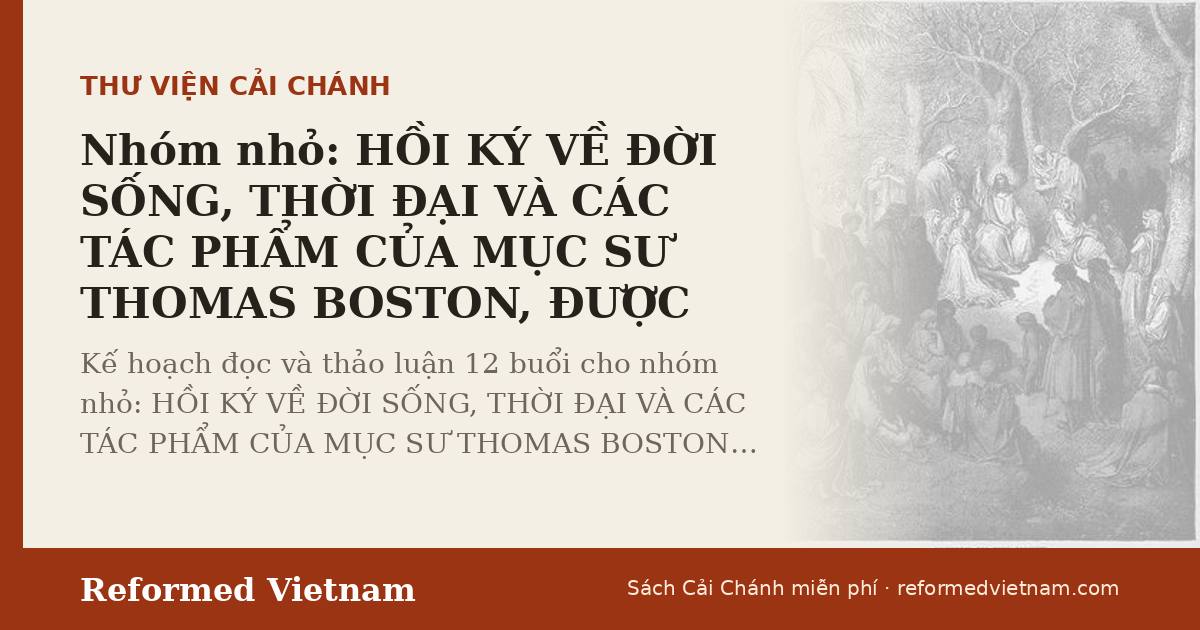 THƯ VIỆN CẢI CHÁNH
Nhóm nhỏ: HỒI KÝ VỀ ĐỜI
SỐNG, THỜI ĐẠI VÀ CÁC
TÁC PHẨM CỦA MỤC SƯ
THOMAS BOSTON, ĐƯỢC
Kế hoạch đọc và thảo luận 12 buổi cho nhóm
nhỏ: HỒI KÝ VỀ ĐỜI SỐNG, THỜI ĐẠI VÀ CÁC
TÁC PHẨM CỦA MỤC SƯ THOMAS BOSTON…
Reformed Vietnam
Sách Cải Chánh miễn phí · reformedvietnam.com